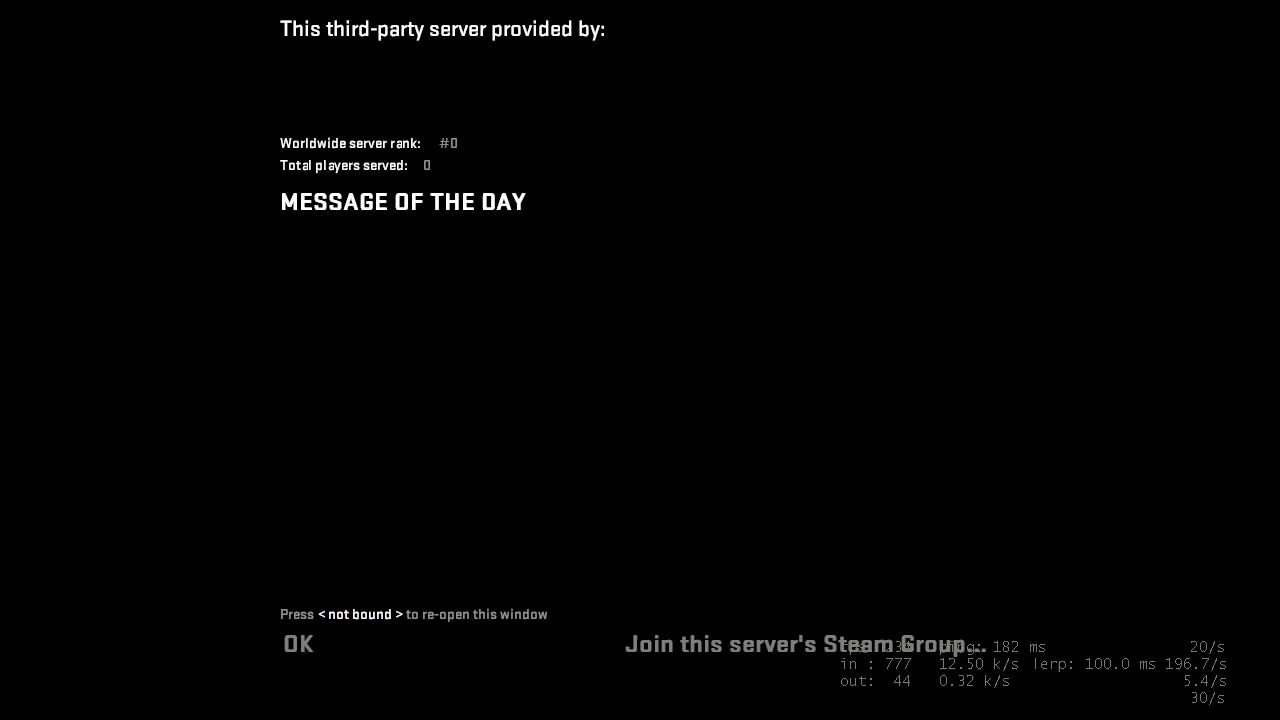 This third-party server provided by:
Worldwide server rank: #0
Total players served: 0
MESSAGE OF THE DAY
Press < not bound > to re-open this window
OK
Join this server's Steam Group...
ping: 182 ms 20/s
in : 777 12.50 k/s lerp: 100.0 ms 196.7/s
out: 44 0.32 k/s 5.4/s
30/s